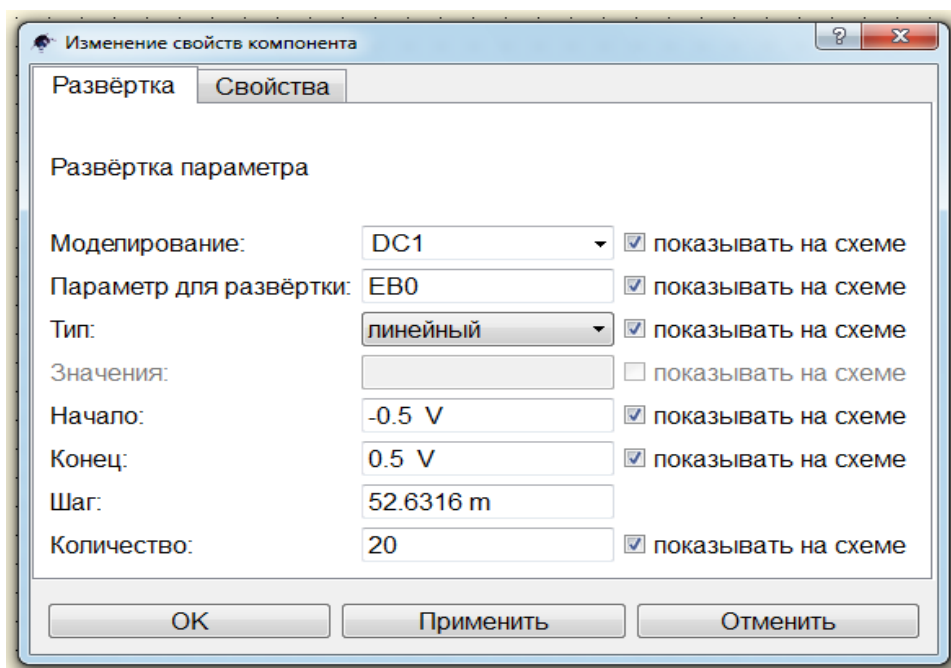 Изменение свойств компонента
Развёртка Свойства
Развёртка параметра
Моделирование: DC1 показывать на схеме
Параметр для развёртки: EB0 показывать на схеме
Тип: линейный показывать на схеме
Значения: показывать на схеме
Начало: -0.5 V показывать на схеме
Конец: 0.5 V показывать на схеме
Шаг: 52.6316 m
Количество: 20 показывать на схеме
OK Применить Отменить